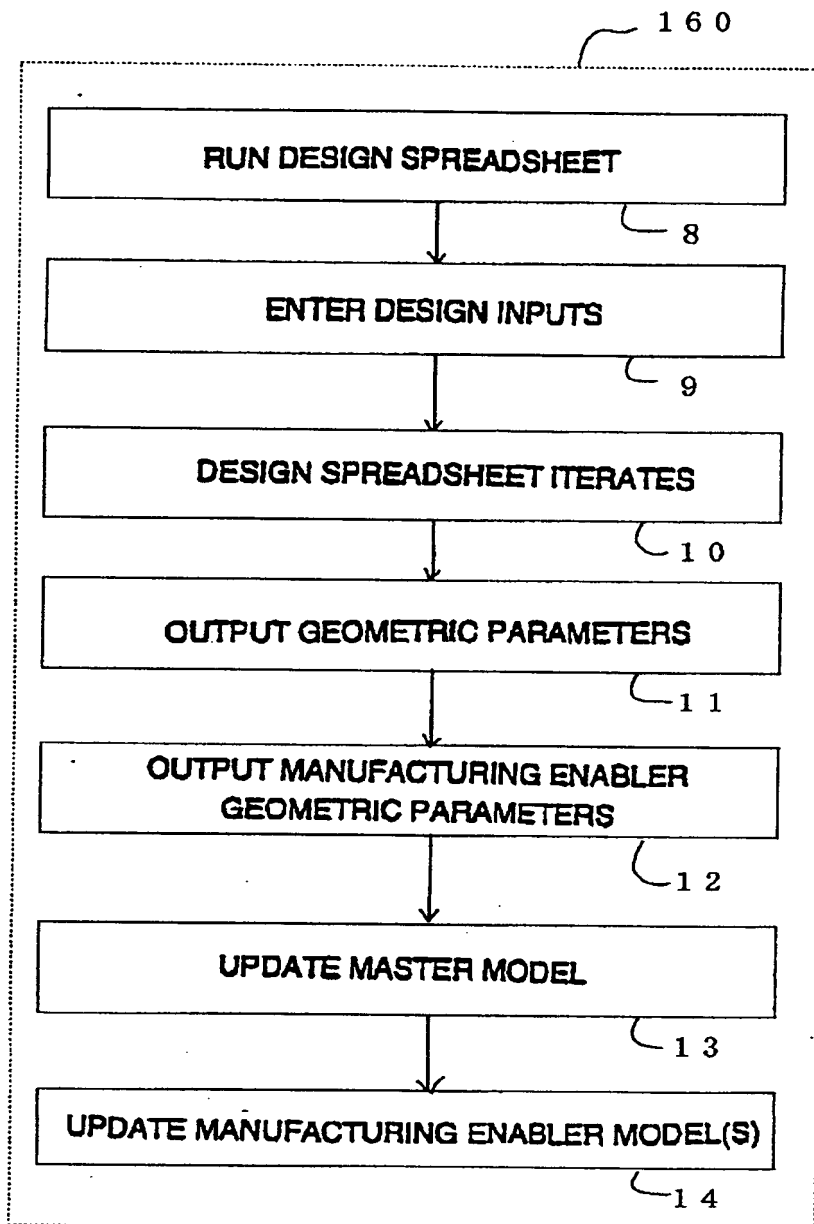 160
RUN DESIGN SPREADSHEET
8
ENTER DESIGN INPUTS
9
DESIGN SPREADSHEET ITERATES
10
OUTPUT GEOMETRIC PARAMETERS
11
OUTPUT MANUFACTURING ENABLER
GEOMETRIC PARAMETERS
12
UPDATE MASTER MODEL
13
UPDATE MANUFACTURING ENABLER MODEL(S)
14